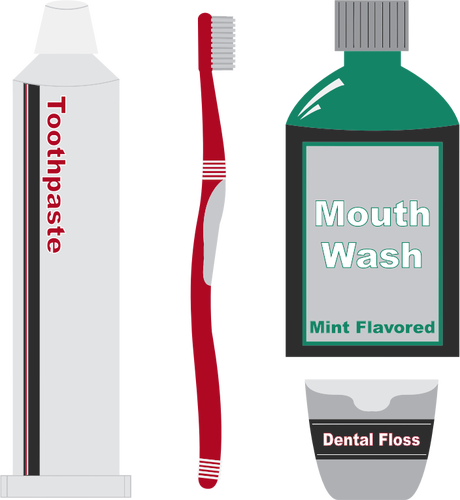 Toothpaste
Mouth
Wash
Mint Flavored
Dental Floss